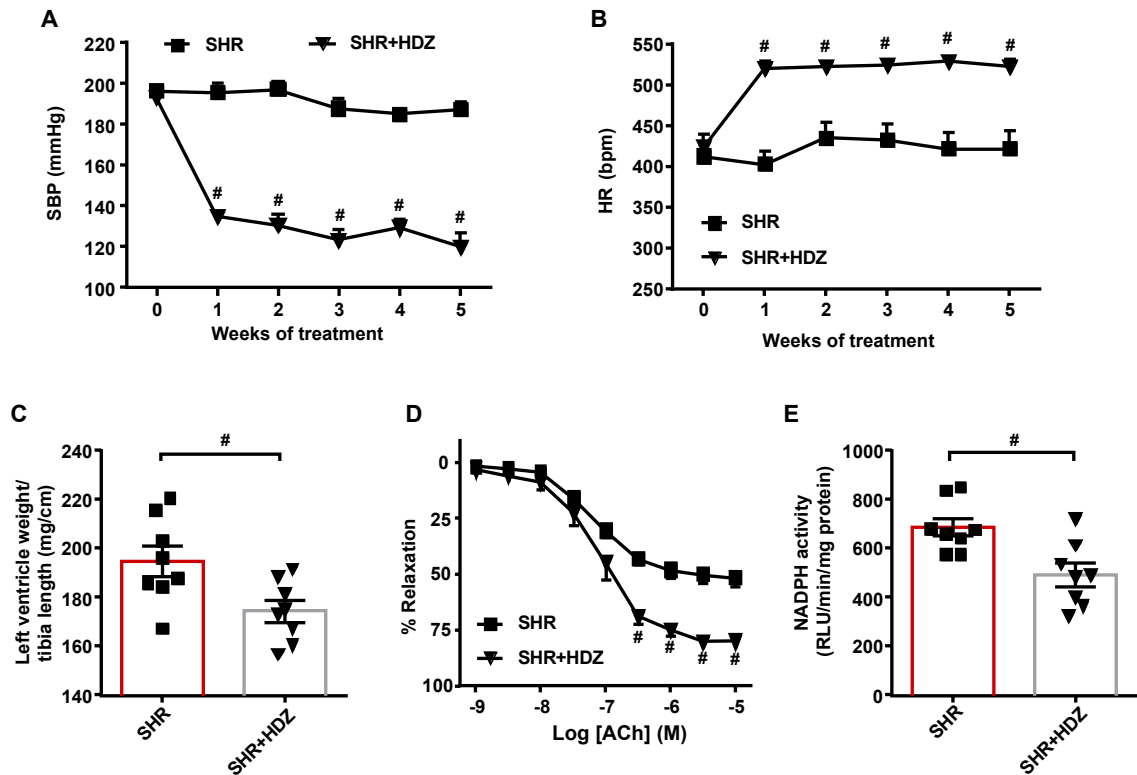 A
SHR
SHR+HDZ
220
200
180
160
140
120
100
SBP (mmHg)
#
#
#
#
#
0
1
2
3
4
5
Weeks of treatment
B
550
500
450
400
350
300
250
HR (bpm)
#
#
#
#
#
SHR
SHR+HDZ
0
1
2
3
4
5
Weeks of treatment
C
#
240
220
200
180
160
140
Left ventricle weight/
tibia length (mg/cm)
SHR
SHR+HDZ
D
0
25
50
75
100
% Relaxation
SHR
SHR+HDZ
#
#
#
#
-9
-8
-7
-6
-5
Log [ACh] (M)
E
#
1000
800
600
400
200
0
NADPH activity
(RLU/min/mg protein)
SHR
SHR+HDZ